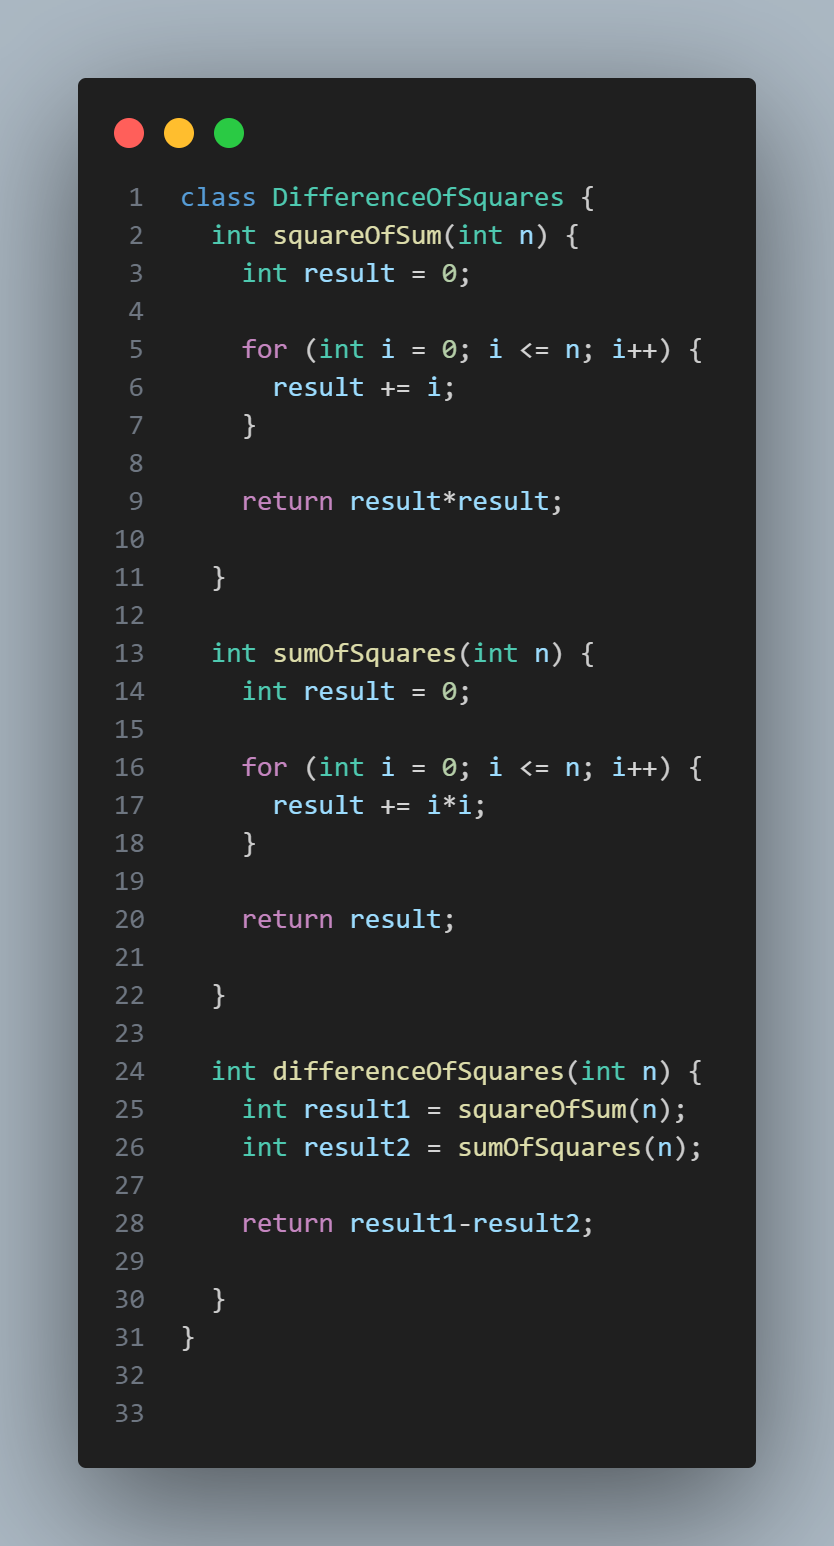 1 class DifferenceOfSquares {
2   int squareOfSum(int n) {
3     int result = 0;
4
5     for (int i = 0; i <= n; i++) {
6       result += i;
7     }
8
9     return result*result;
10
11   }
12
13   int sumOfSquares(int n) {
14     int result = 0;
15
16     for (int i = 0; i <= n; i++) {
17       result += i*i;
18     }
19
20     return result;
21
22   }
23
24   int differenceOfSquares(int n) {
25     int result1 = squareOfSum(n);
26     int result2 = sumOfSquares(n);
27
28     return result1-result2;
29
30   }
31 }
32
33